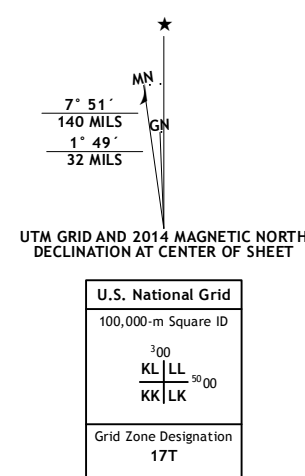 ★
MN
7° 51´
140 MILS
GN
1° 49´
32 MILS
UTM GRID AND 2014 MAGNETIC NORTH
DECLINATION AT CENTER OF SHEET
U.S. National Grid
100,000-m Square ID
³00
KL LL
⁵⁰00
KK LK
Grid Zone Designation
17T